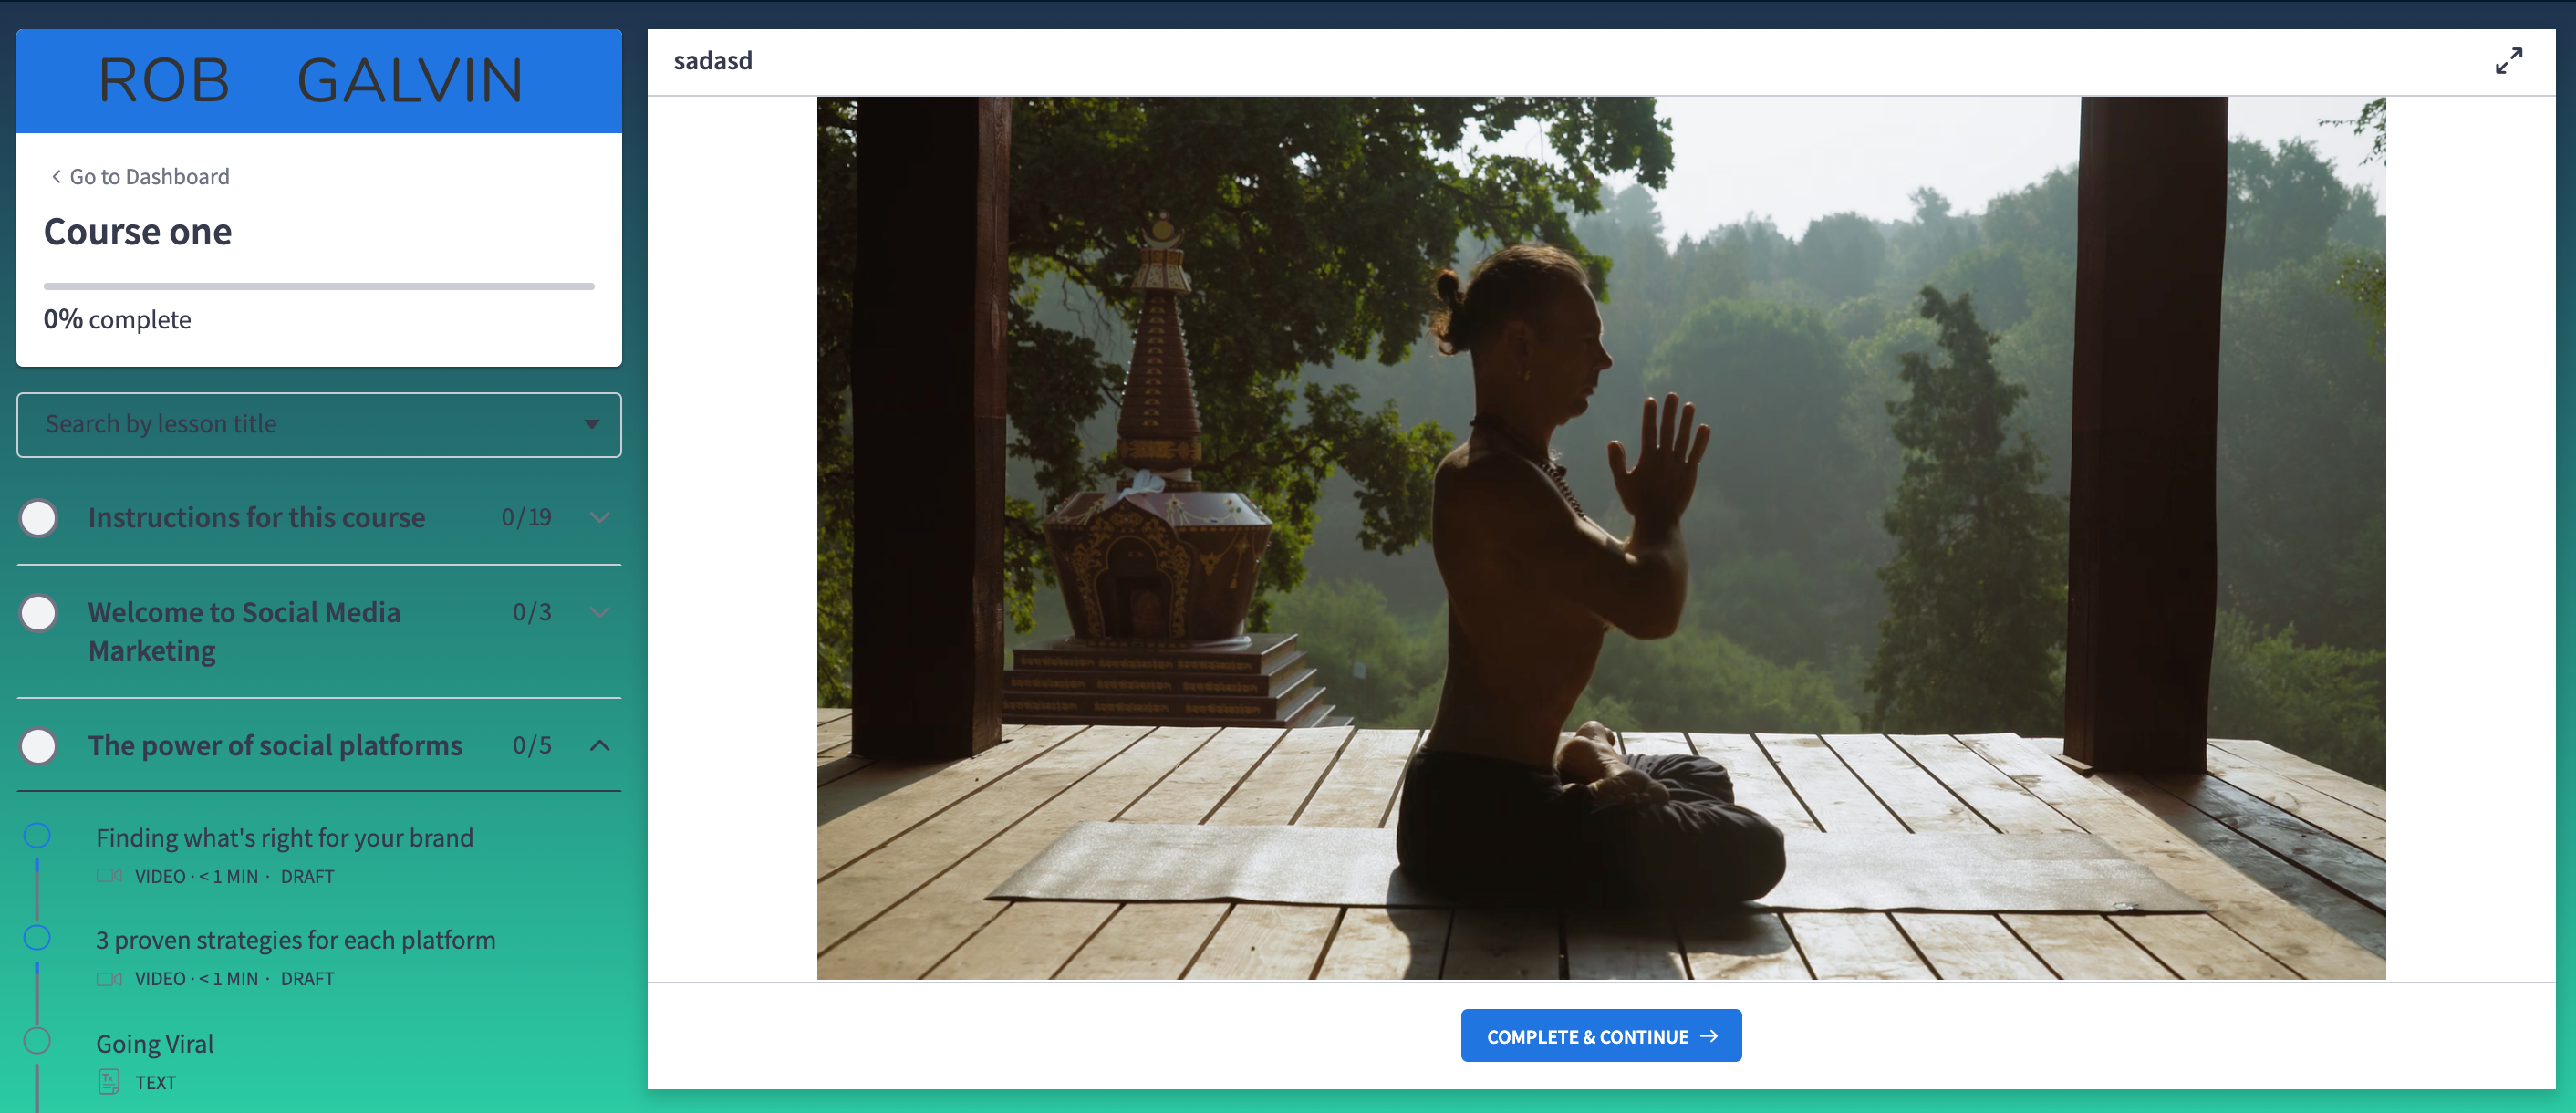 ROB GALVIN
Go to Dashboard
Course one
0% complete
Search by lesson title
Instructions for this course 0/19
Welcome to Social Media 0/3
Marketing
The power of social platforms 0/5
Finding what's right for your brand
VIDEO · < 1 MIN · DRAFT
3 proven strategies for each platform
VIDEO · < 1 MIN · DRAFT
Going Viral
Tx
TEXT
sadasd
COMPLETE & CONTINUE →